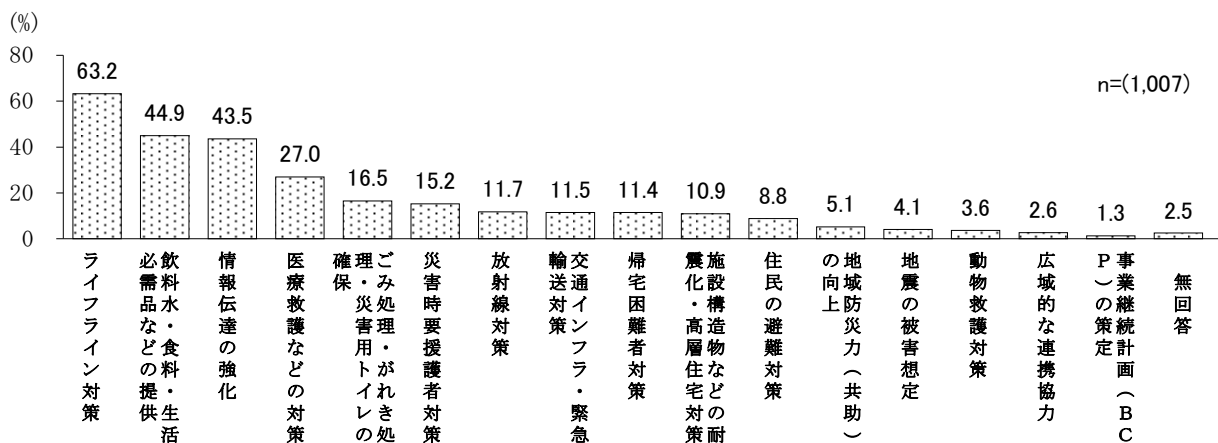 (%)
80
60
40
20
0
n=(1,007)
63.2
44.9
43.5
27.0
16.5
15.2
11.7
11.5
11.4
10.9
8.8
5.1
4.1
3.6
2.6
1.3
2.5
ライフライン対策
飲料水・食料・生活
必需品などの提供
情報伝達の強化
医療救護などの対策
ごみ処理・がれき処
理・災害用トイレの
確保
災害時要援護者対策
放射線対策
交通インフラ・緊急
輸送対策
帰宅困難者対策
施設構造物などの耐
震化・高層住宅対策
住民の避難対策
地域防災力(共助)
の向上
地震の被害想定
動物救護対策
広域的な連携協力
事業継続計画(BC
P)の策定
無回答